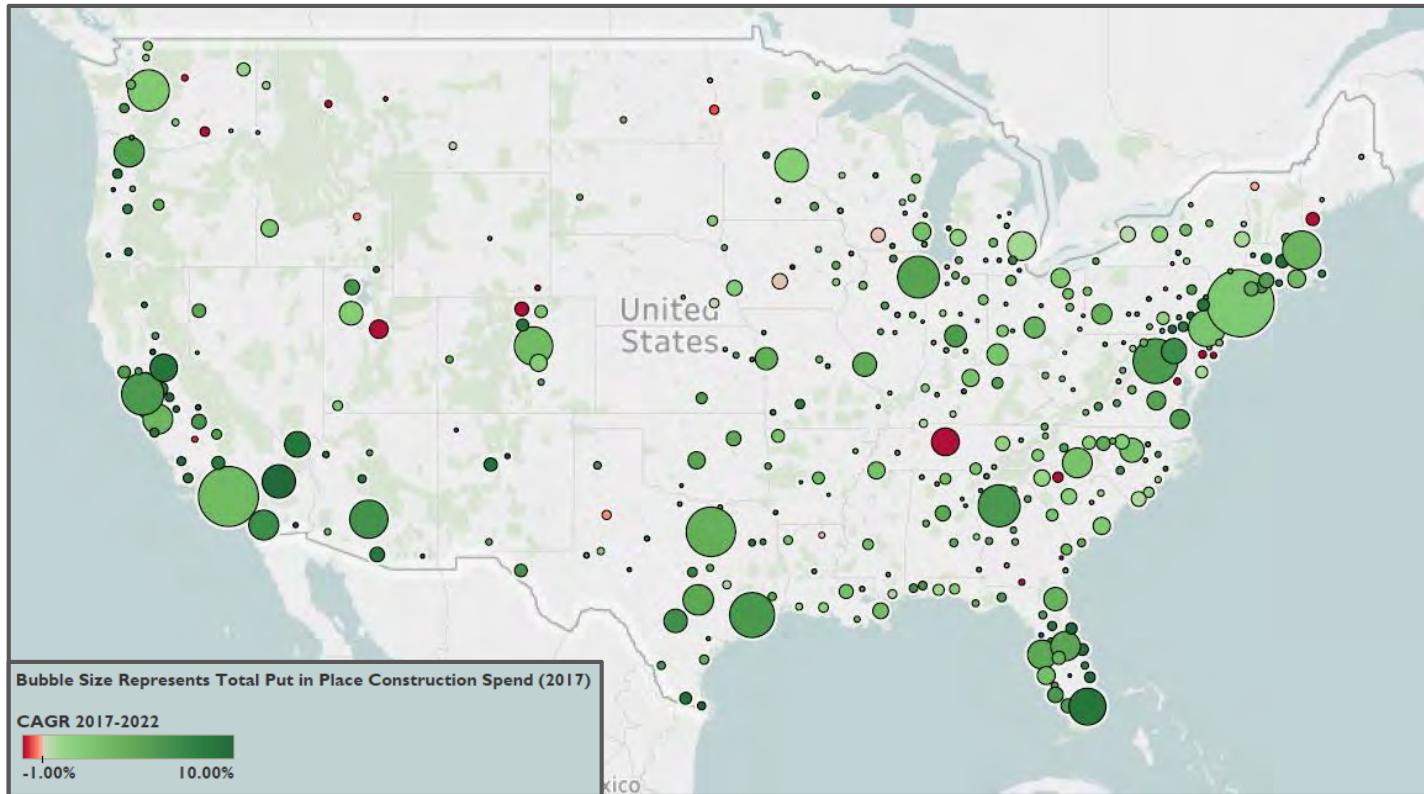 United
States
Bubble Size Represents Total Put in Place Construction Spend (2017)
CAGR 2017-2022
-1.00% 10.00%
xico